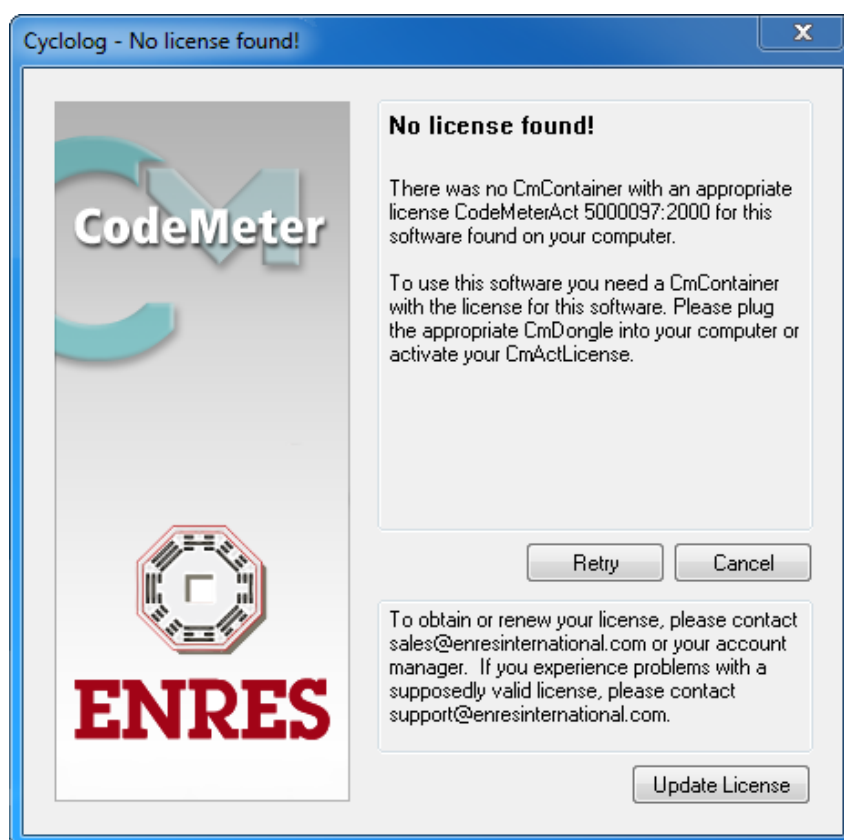 Cyclolog - No license found!
CodeMeter
No license found!
There was no CmContainer with an appropriate
license CodeMeterAct 5000097:2000 for this
software found on your computer.
To use this software you need a CmContainer
with the license for this software. Please plug
the appropriate CmDongle into your computer or
activate your CmActLicense.
Retry
Cancel
ENRES
To obtain or renew your license, please contact
sales@enresinternational.com or your account
manager.  If you experience problems with a
supposedly valid license, please contact
support@enresinternational.com.
Update License